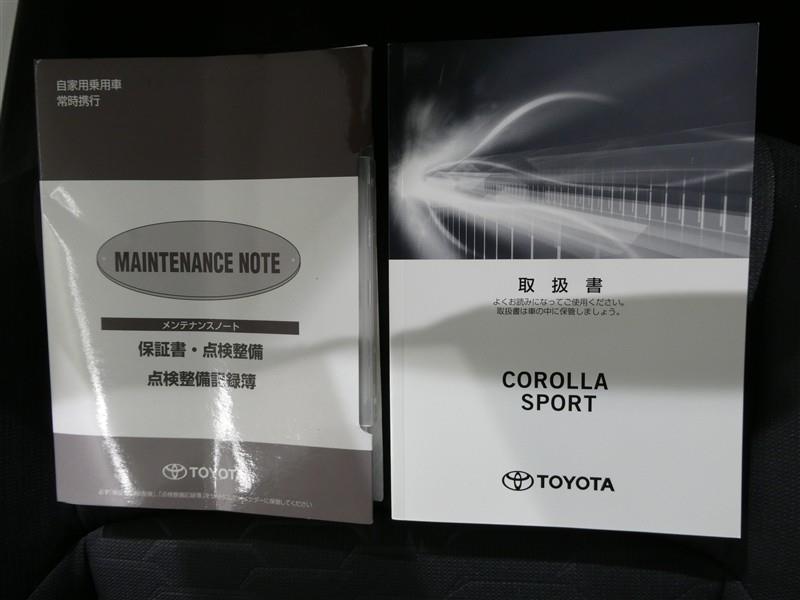 自家用乗用車
常時携行
MAINTENANCE NOTE
メンテナンスノート
保証書・点検整備
点検整備記録簿
TOYOTA
取扱書
よくお読みになってご使用ください。
取扱書は車の中に保管しましょう。
COROLLA
SPORT
TOYOTA